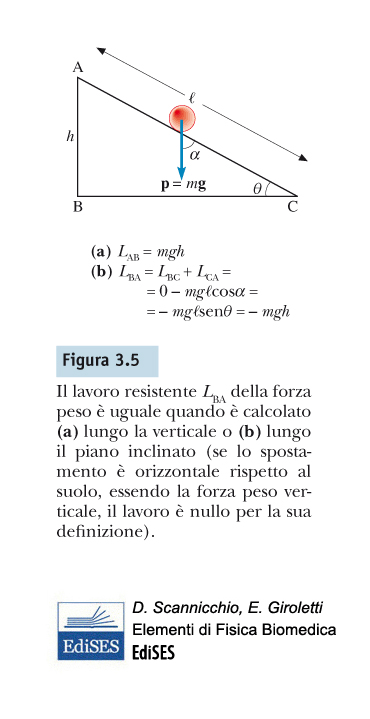 A
ℓ
h
α
p = mg
θ
B
C
(a) L_AB = mgh
(b) L_BA = L_BC + L_CA =
= 0 – mgℓcosα =
= – mgℓsenθ = – mgh
Figura 3.5
Il lavoro resistente L_BA della forza
peso è uguale quando è calcolato
(a) lungo la verticale o (b) lungo
il piano inclinato (se lo sposta-
mento è orizzontale rispetto al
suolo, essendo la forza peso ver-
ticale, il lavoro è nullo per la sua
definizione).
D. Scannicchio, E. Giroletti
Elementi di Fisica Biomedica
EdiSES
EdiSES